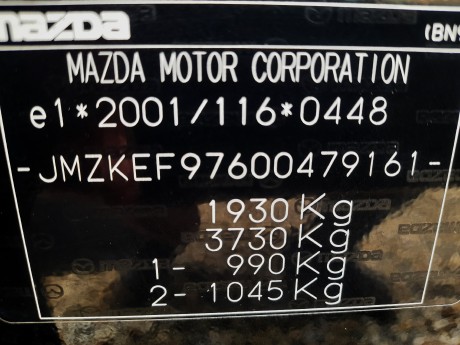 mazda
MAZDA MOTOR CORPORATION
e1*2001/116*0448
-JMZKEF97600479161-
1930Kg
3730Kg
1- 990Kg
2- 1045Kg